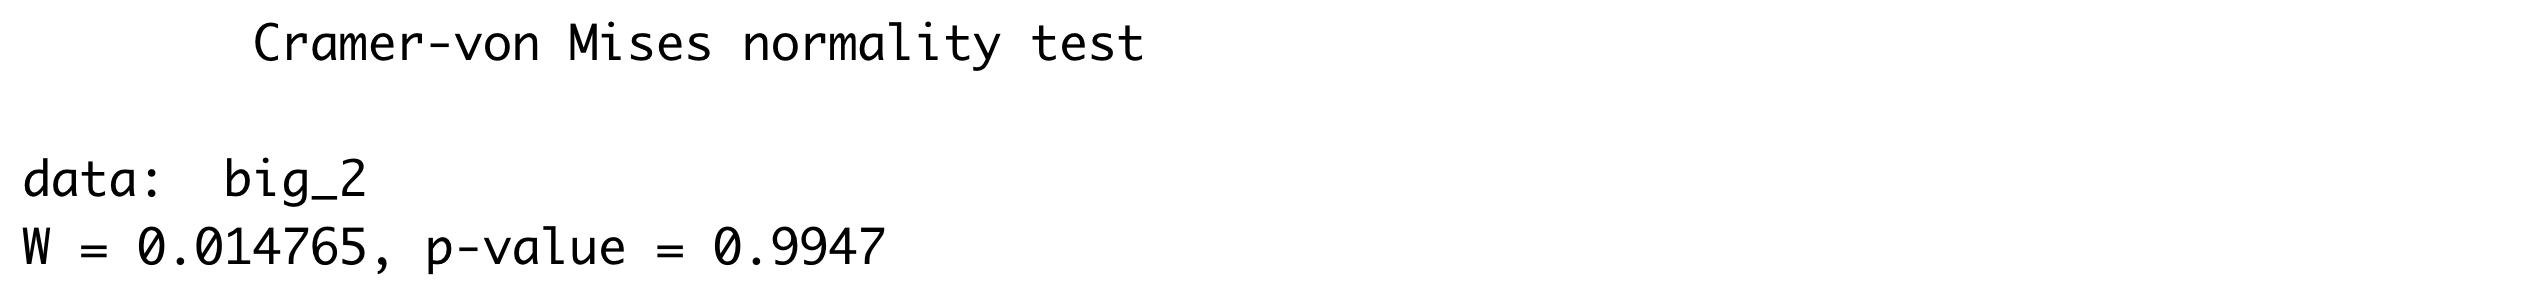 Cramer-von Mises normality test
data:  big_2
W = 0.014765, p-value = 0.9947